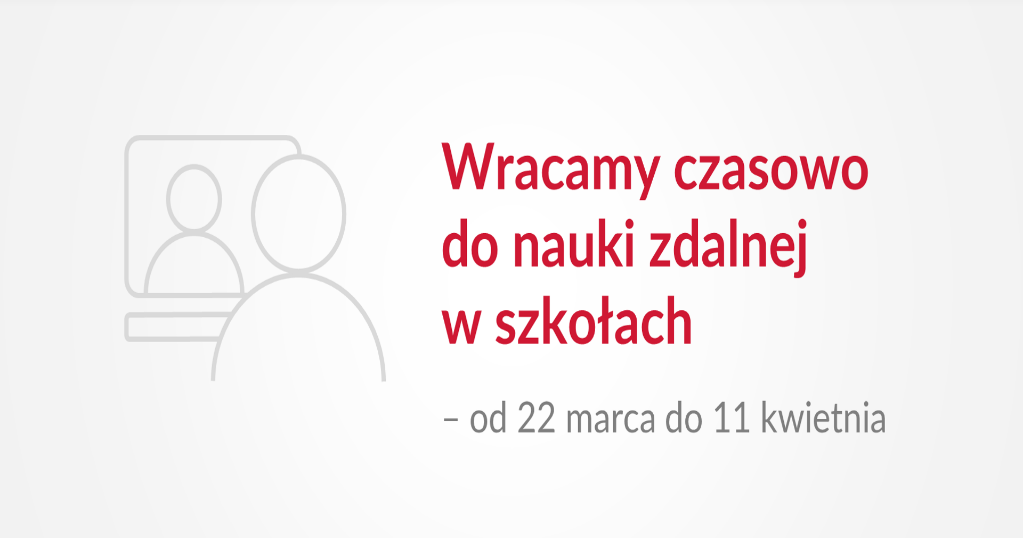 Wracamy czasowo
do nauki zdalnej
w szkołach
– od 22 marca do 11 kwietnia